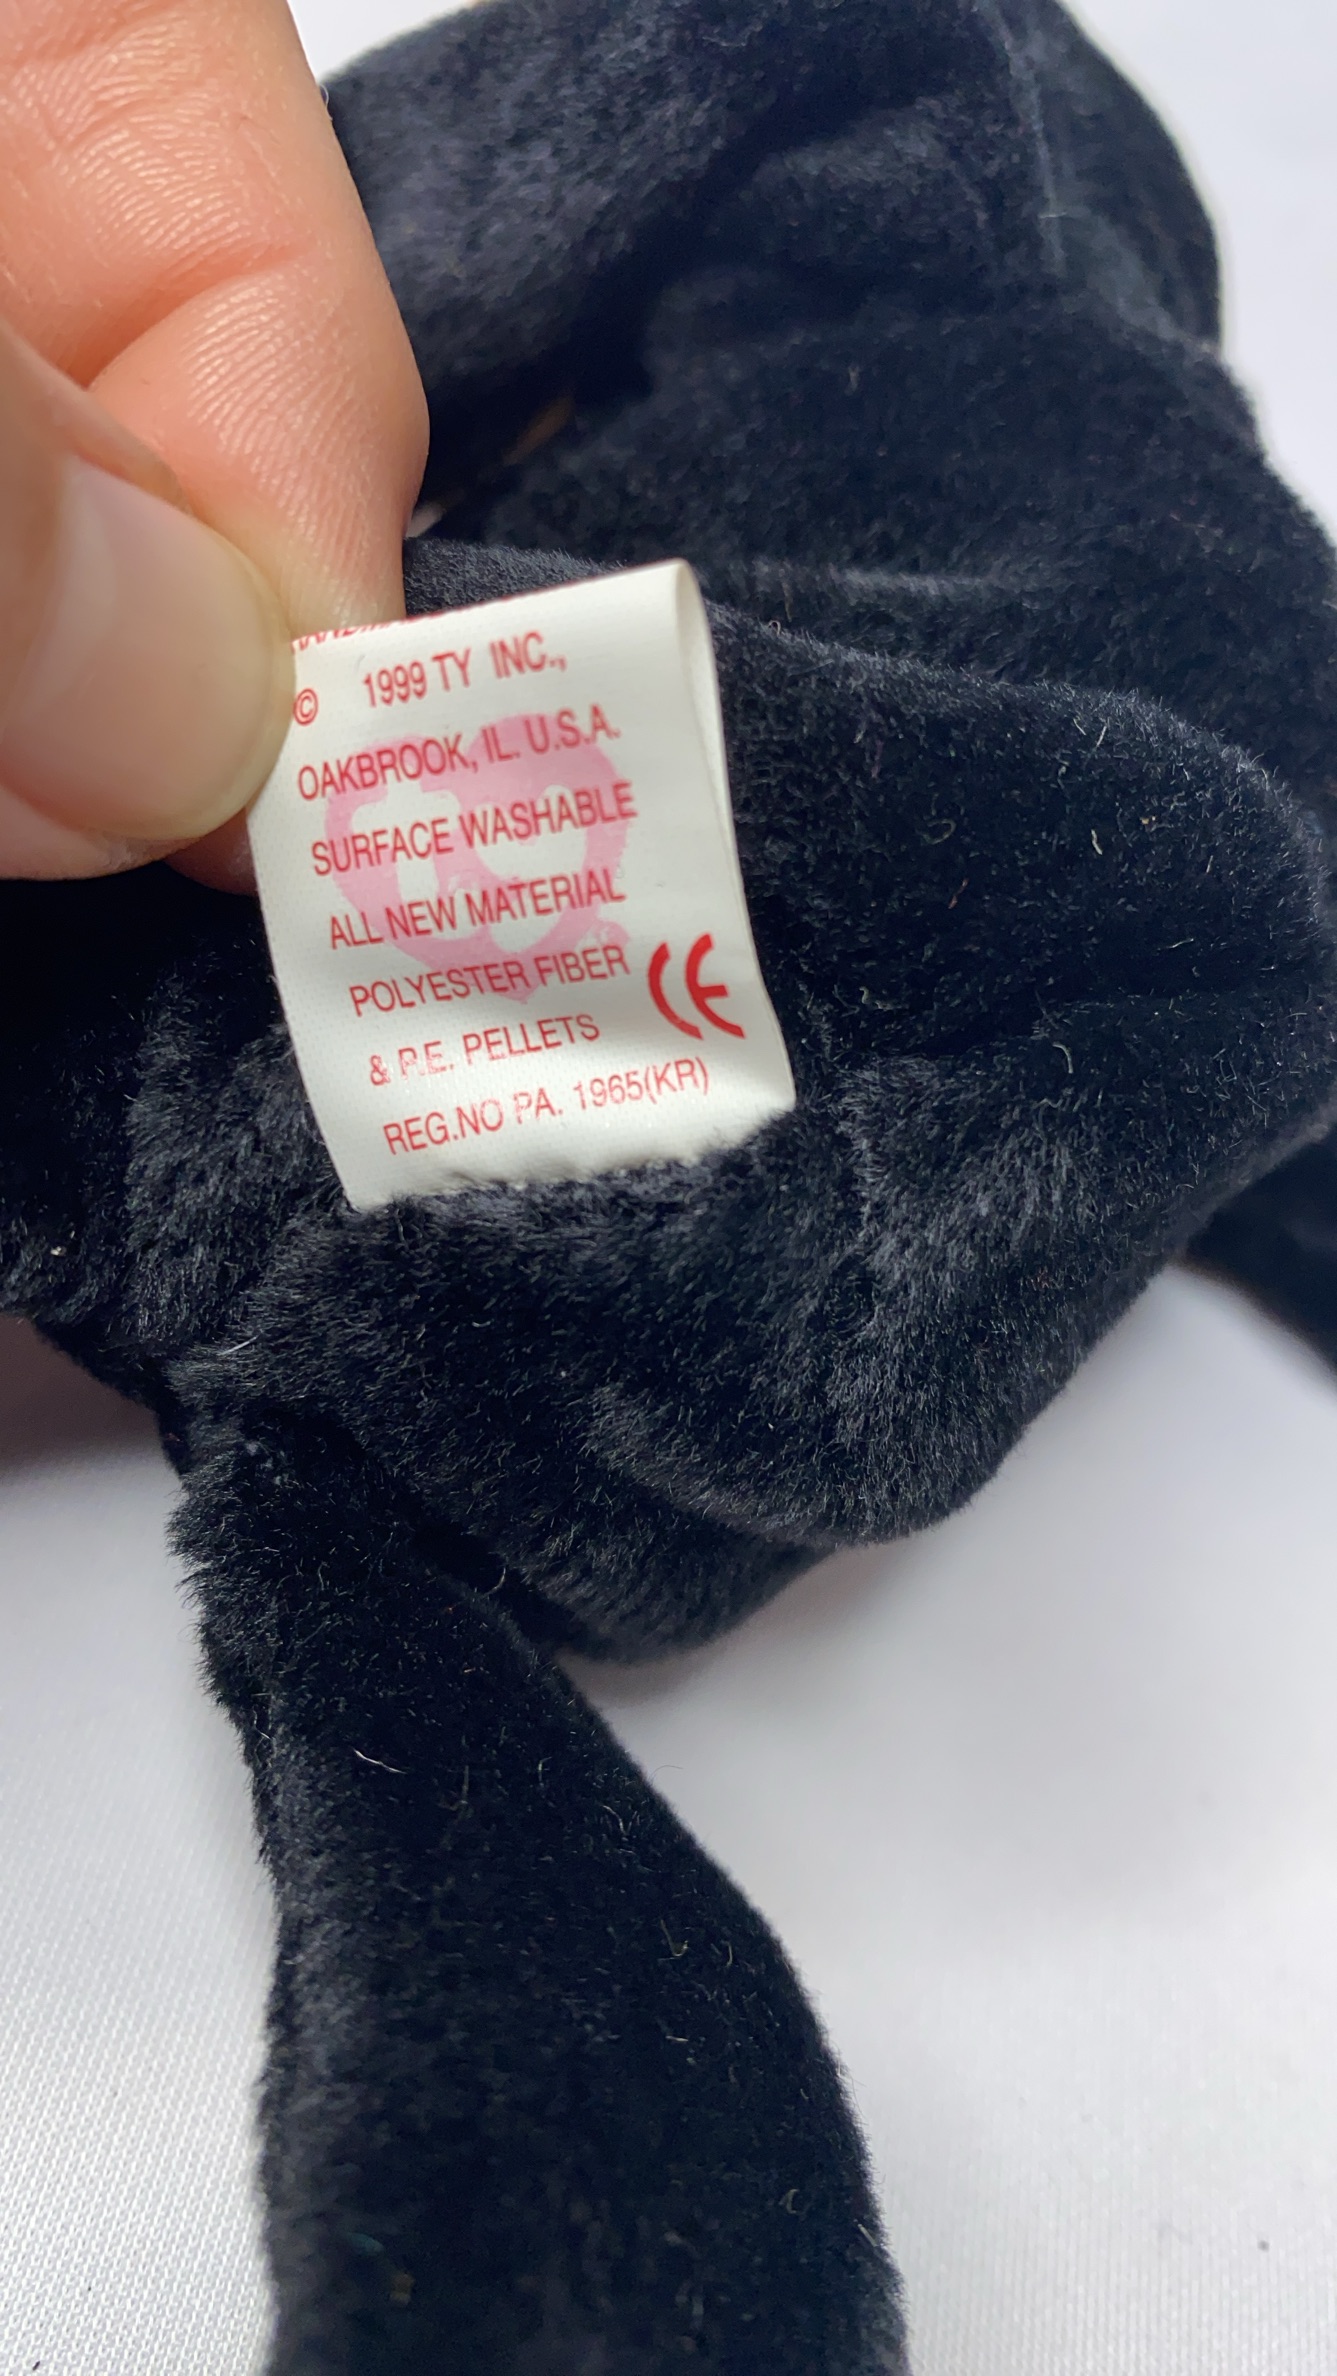 © 1999 TY INC.,
OAKBROOK, IL. U.S.A.
SURFACE WASHABLE
ALL NEW MATERIAL
POLYESTER FIBER
CE
& P.E. PELLETS
REG.NO PA. 1965(KR)